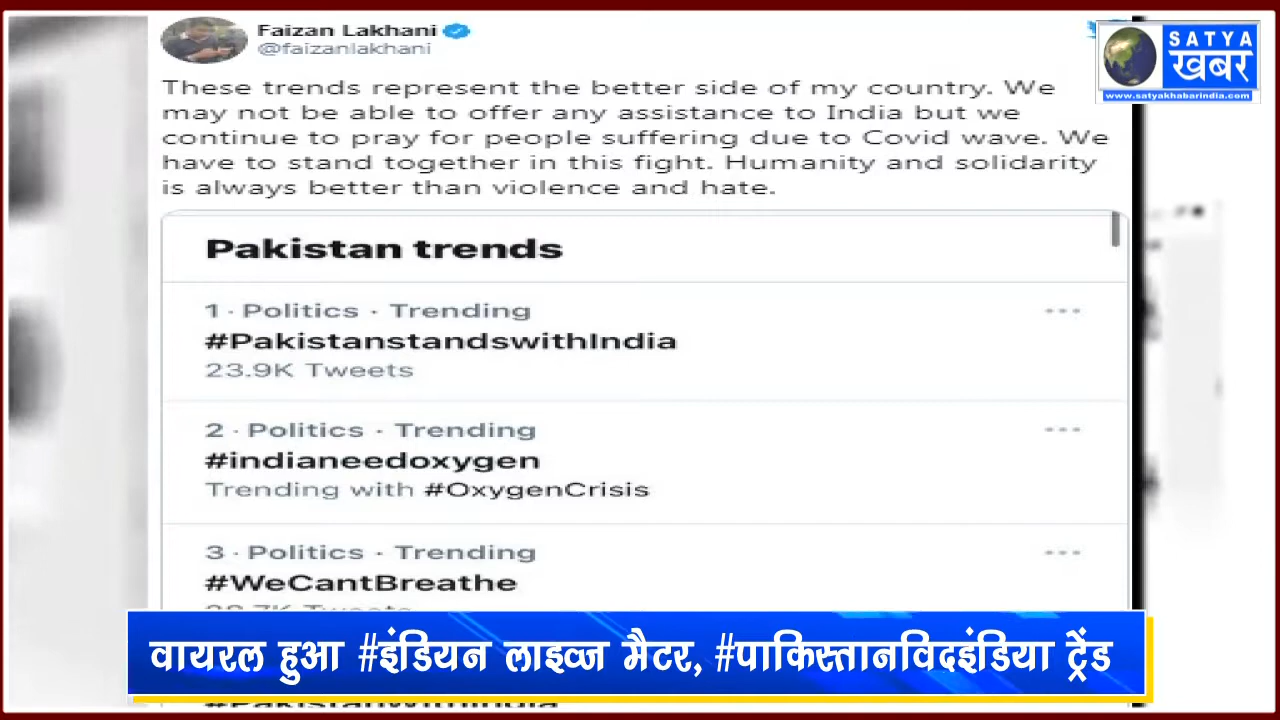 Faizan Lakhani
@faizanlakhani
SATYA
खबर
www.satyakhabarindia.com
These trends represent the better side of my country. We
may not be able to offer any assistance to India but we
continue to pray for people suffering due to Covid wave. We
have to stand together in this fight. Humanity and solidarity
is always better than violence and hate.
Pakistan trends
1 · Politics · Trending
#PakistanstandswithIndia
23.9K Tweets
2 · Politics · Trending
#indianeedoxygen
Trending with #OxygenCrisis
3 · Politics · Trending
#WeCantBreathe
वायरल हुआ #इंडियन लाइव्ज मैटर, #पाकिस्तानविदइंडिया ट्रेंड
#PakistanWithIndia